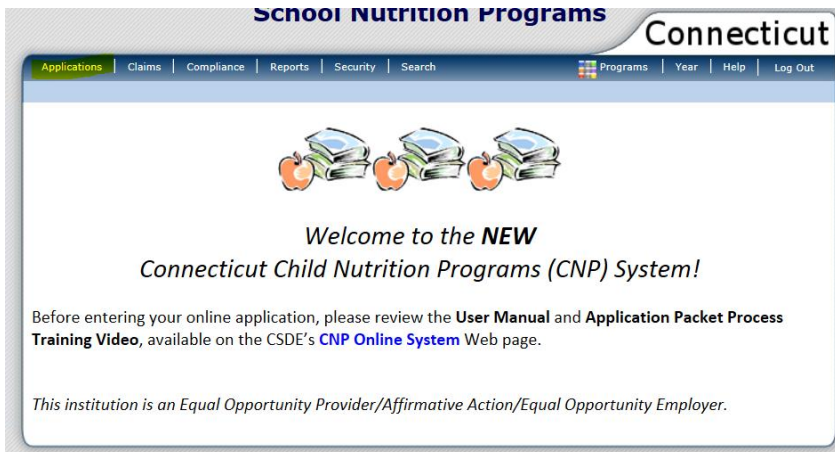 School Nutrition Programs
Connecticut
Applications | Claims | Compliance | Reports | Security | Search Programs | Year | Help | Log Out
Welcome to the NEW
Connecticut Child Nutrition Programs (CNP) System!
Before entering your online application, please review the User Manual and Application Packet Process
Training Video, available on the CSDE's CNP Online System Web page.
This institution is an Equal Opportunity Provider/Affirmative Action/Equal Opportunity Employer.